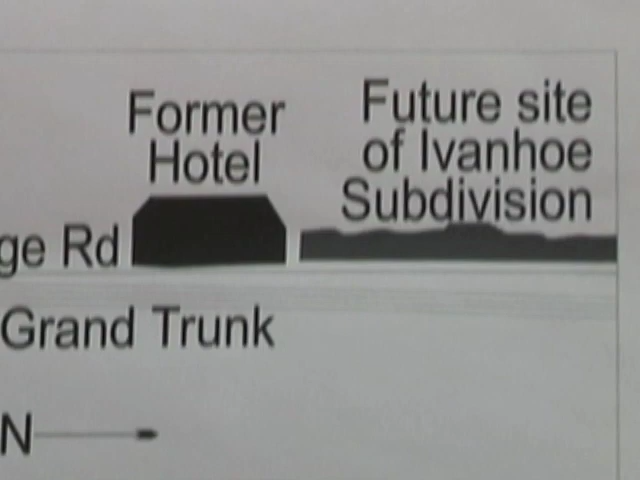 Former
Hotel
Future site
of Ivanhoe
Subdivision
ge Rd
Grand Trunk
N